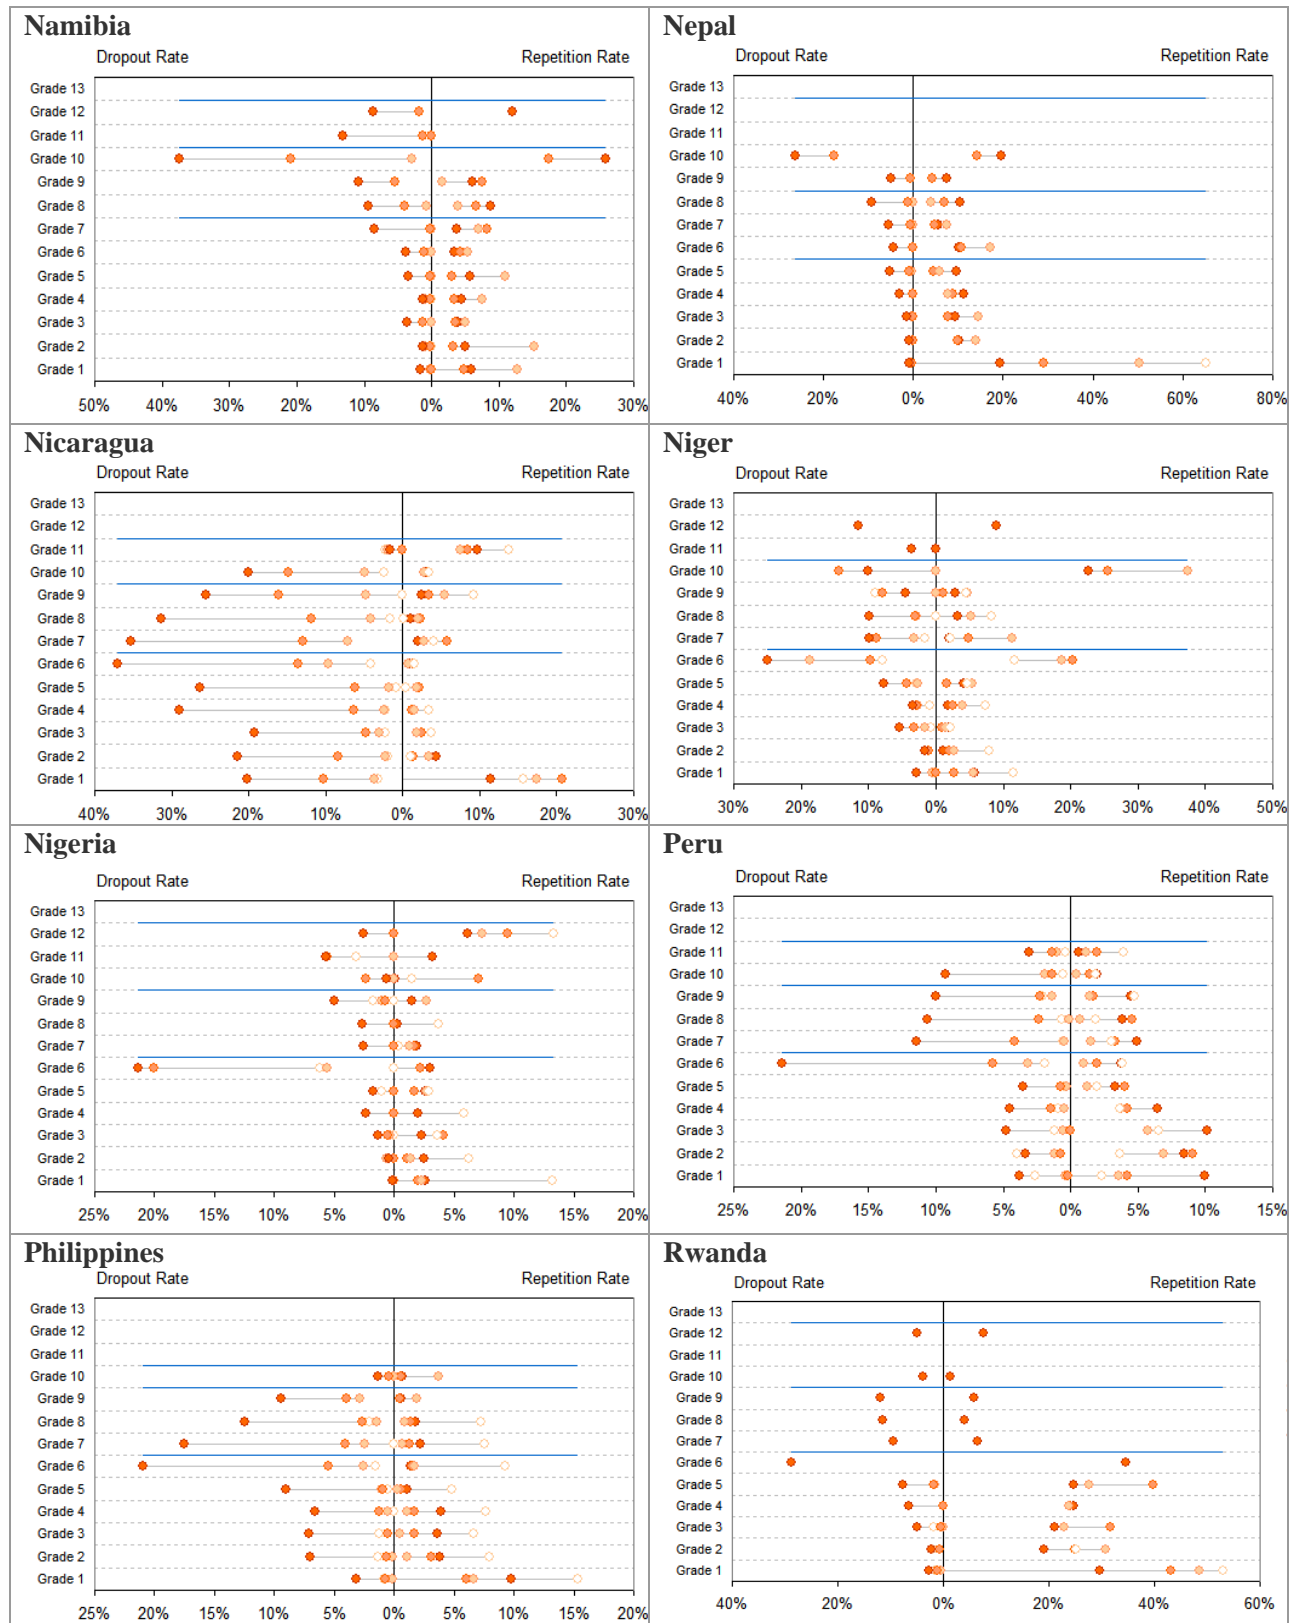 Namibia
Dropout Rate Repetition Rate
Grade 13
Grade 12
Grade 11
Grade 10
Grade 9
Grade 8
Grade 7
Grade 6
Grade 5
Grade 4
Grade 3
Grade 2
Grade 1
50% 40% 30% 20% 10% 0% 10% 20% 30%
Nepal
Dropout Rate Repetition Rate
Grade 13
Grade 12
Grade 11
Grade 10
Grade 9
Grade 8
Grade 7
Grade 6
Grade 5
Grade 4
Grade 3
Grade 2
Grade 1
40% 20% 0% 20% 40% 60% 80%
Nicaragua
Dropout Rate Repetition Rate
Grade 13
Grade 12
Grade 11
Grade 10
Grade 9
Grade 8
Grade 7
Grade 6
Grade 5
Grade 4
Grade 3
Grade 2
Grade 1
40% 30% 20% 10% 0% 10% 20% 30%
Niger
Dropout Rate Repetition Rate
Grade 13
Grade 12
Grade 11
Grade 10
Grade 9
Grade 8
Grade 7
Grade 6
Grade 5
Grade 4
Grade 3
Grade 2
Grade 1
30% 20% 10% 0% 10% 20% 30% 40% 50%
Nigeria
Dropout Rate Repetition Rate
Grade 13
Grade 12
Grade 11
Grade 10
Grade 9
Grade 8
Grade 7
Grade 6
Grade 5
Grade 4
Grade 3
Grade 2
Grade 1
25% 20% 15% 10% 5% 0% 5% 10% 15% 20%
Peru
Dropout Rate Repetition Rate
Grade 13
Grade 12
Grade 11
Grade 10
Grade 9
Grade 8
Grade 7
Grade 6
Grade 5
Grade 4
Grade 3
Grade 2
Grade 1
25% 20% 15% 10% 5% 0% 5% 10% 15%
Philippines
Dropout Rate Repetition Rate
Grade 13
Grade 12
Grade 11
Grade 10
Grade 9
Grade 8
Grade 7
Grade 6
Grade 5
Grade 4
Grade 3
Grade 2
Grade 1
25% 20% 15% 10% 5% 0% 5% 10% 15% 20%
Rwanda
Dropout Rate Repetition Rate
Grade 13
Grade 12
Grade 11
Grade 10
Grade 9
Grade 8
Grade 7
Grade 6
Grade 5
Grade 4
Grade 3
Grade 2
Grade 1
40% 20% 0% 20% 40% 60%